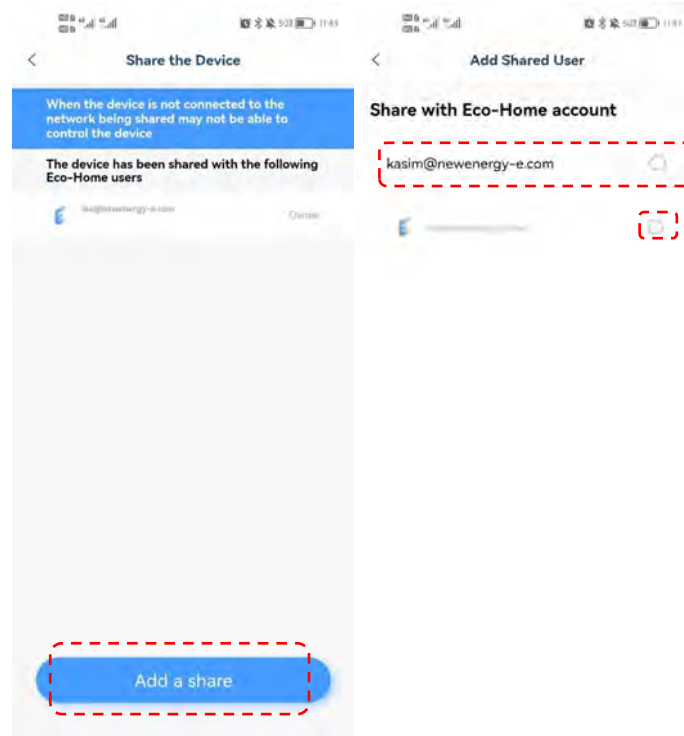 Share the Device
When the device is not connected to the
network being shared may not be able to
control the device
The device has been shared with the following
Eco-Home users
Owner
Add a share
Add Shared User
Share with Eco-Home account
kasim@newenergy-e.com